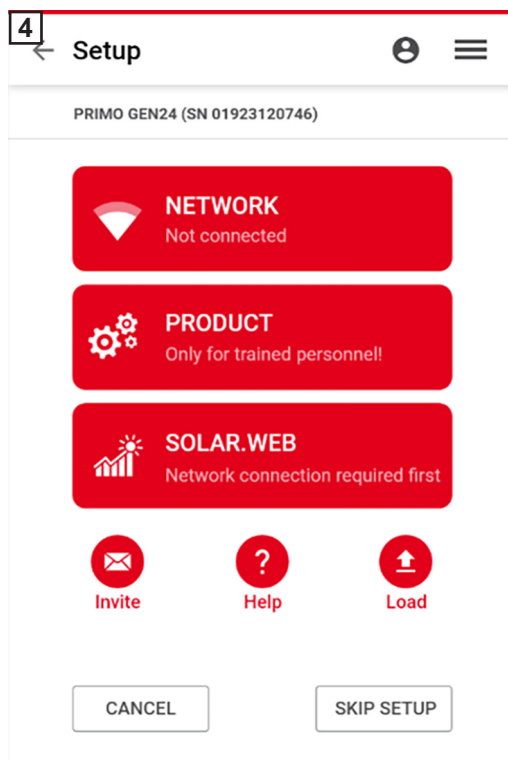 4
Setup
PRIMO GEN24 (SN 01923120746)
NETWORK
Not connected
PRODUCT
Only for trained personnel!
SOLAR.WEB
Network connection required first
Invite
?
Help
Load
CANCEL
SKIP SETUP